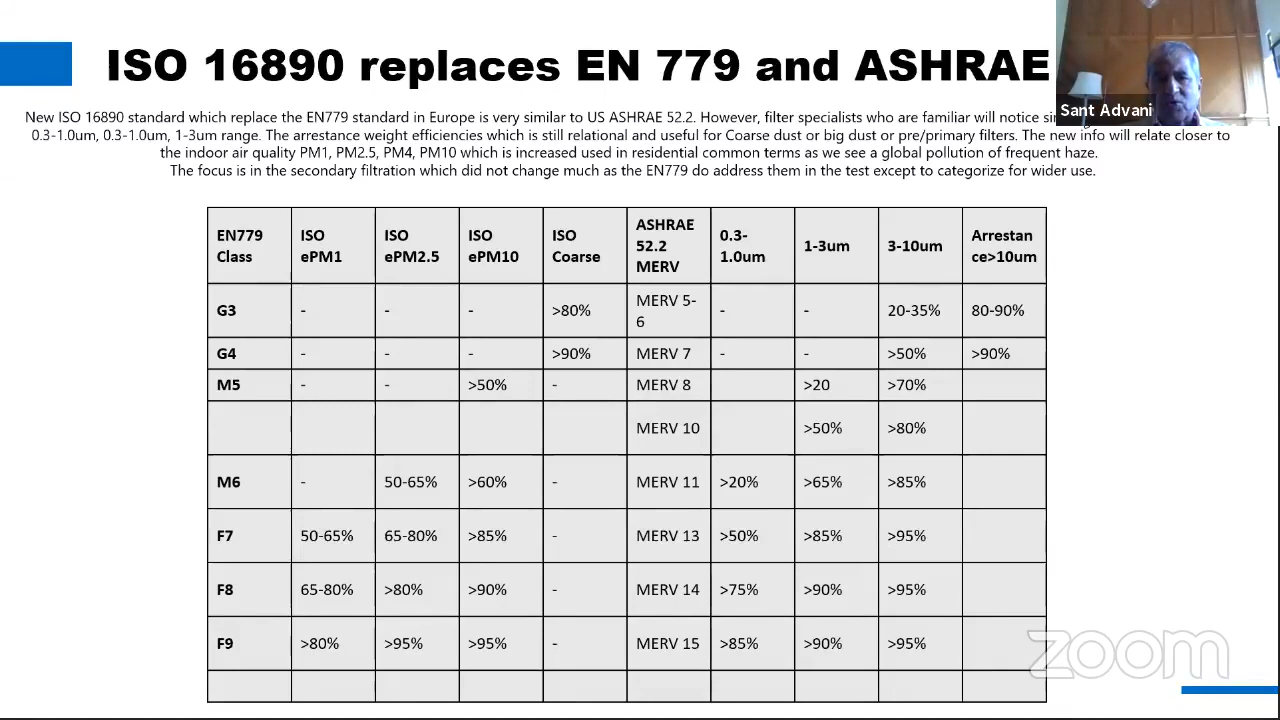 ISO 16890 replaces EN 779 and ASHRAE
Sant Advani
New ISO 16890 standard which replace the EN779 standard in Europe is very similar to US ASHRAE 52.2. However, filter specialists who are familiar will notice
0.3-1.0um, 0.3-1.0um, 1-3um range. The arrestance weight efficiencies which is still relational and useful for Coarse dust or big dust or pre/primary filters. The new info will relate closer to
the indoor air quality PM1, PM2.5, PM4, PM10 which is increased used in residential common terms as we see a global pollution of frequent haze.
The focus is in the secondary filtration which did not change much as the EN779 do address them in the test except to categorize for wider use.
EN779 Class | ISO ePM1 | ISO ePM2.5 | ISO ePM10 | ISO Coarse | ASHRAE 52.2 MERV | 0.3-1.0um | 1-3um | 3-10um | Arrestance>10um
G3 | - | - | - | >80% | MERV 5-6 | - | - | 20-35% | 80-90%
G4 | - | - | - | >90% | MERV 7 | - | - | >50% | >90%
M5 | - | - | >50% | - | MERV 8 | | >20 | >70% |
MERV 10 | | >50% | >80%
M6 | - | 50-65% | >60% | - | MERV 11 | >20% | >65% | >85% |
F7 | 50-65% | 65-80% | >85% | - | MERV 13 | >50% | >85% | >95% |
F8 | 65-80% | >80% | >90% | - | MERV 14 | >75% | >90% | >95% |
F9 | >80% | >95% | >95% | - | MERV 15 | >85% | >90% | >95% |
zoom